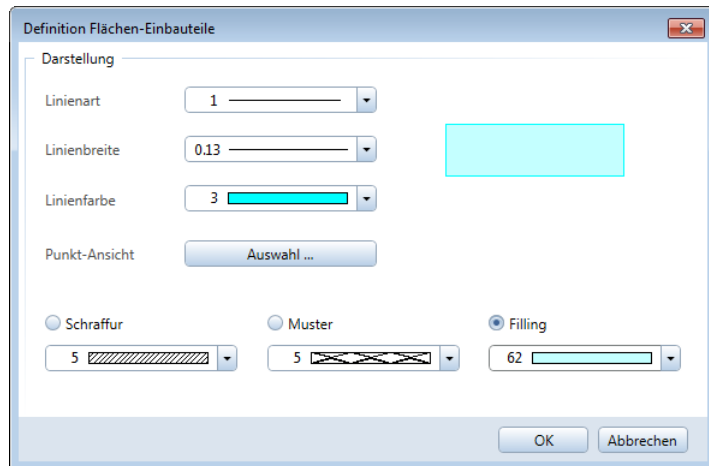 Definition Flächen-Einbauteile
Darstellung
Linienart 1
Linienbreite 0.13
Linienfarbe 3
Punkt-Ansicht Auswahl ...
Schraffur Muster Filling
5 5 62
OK Abbrechen